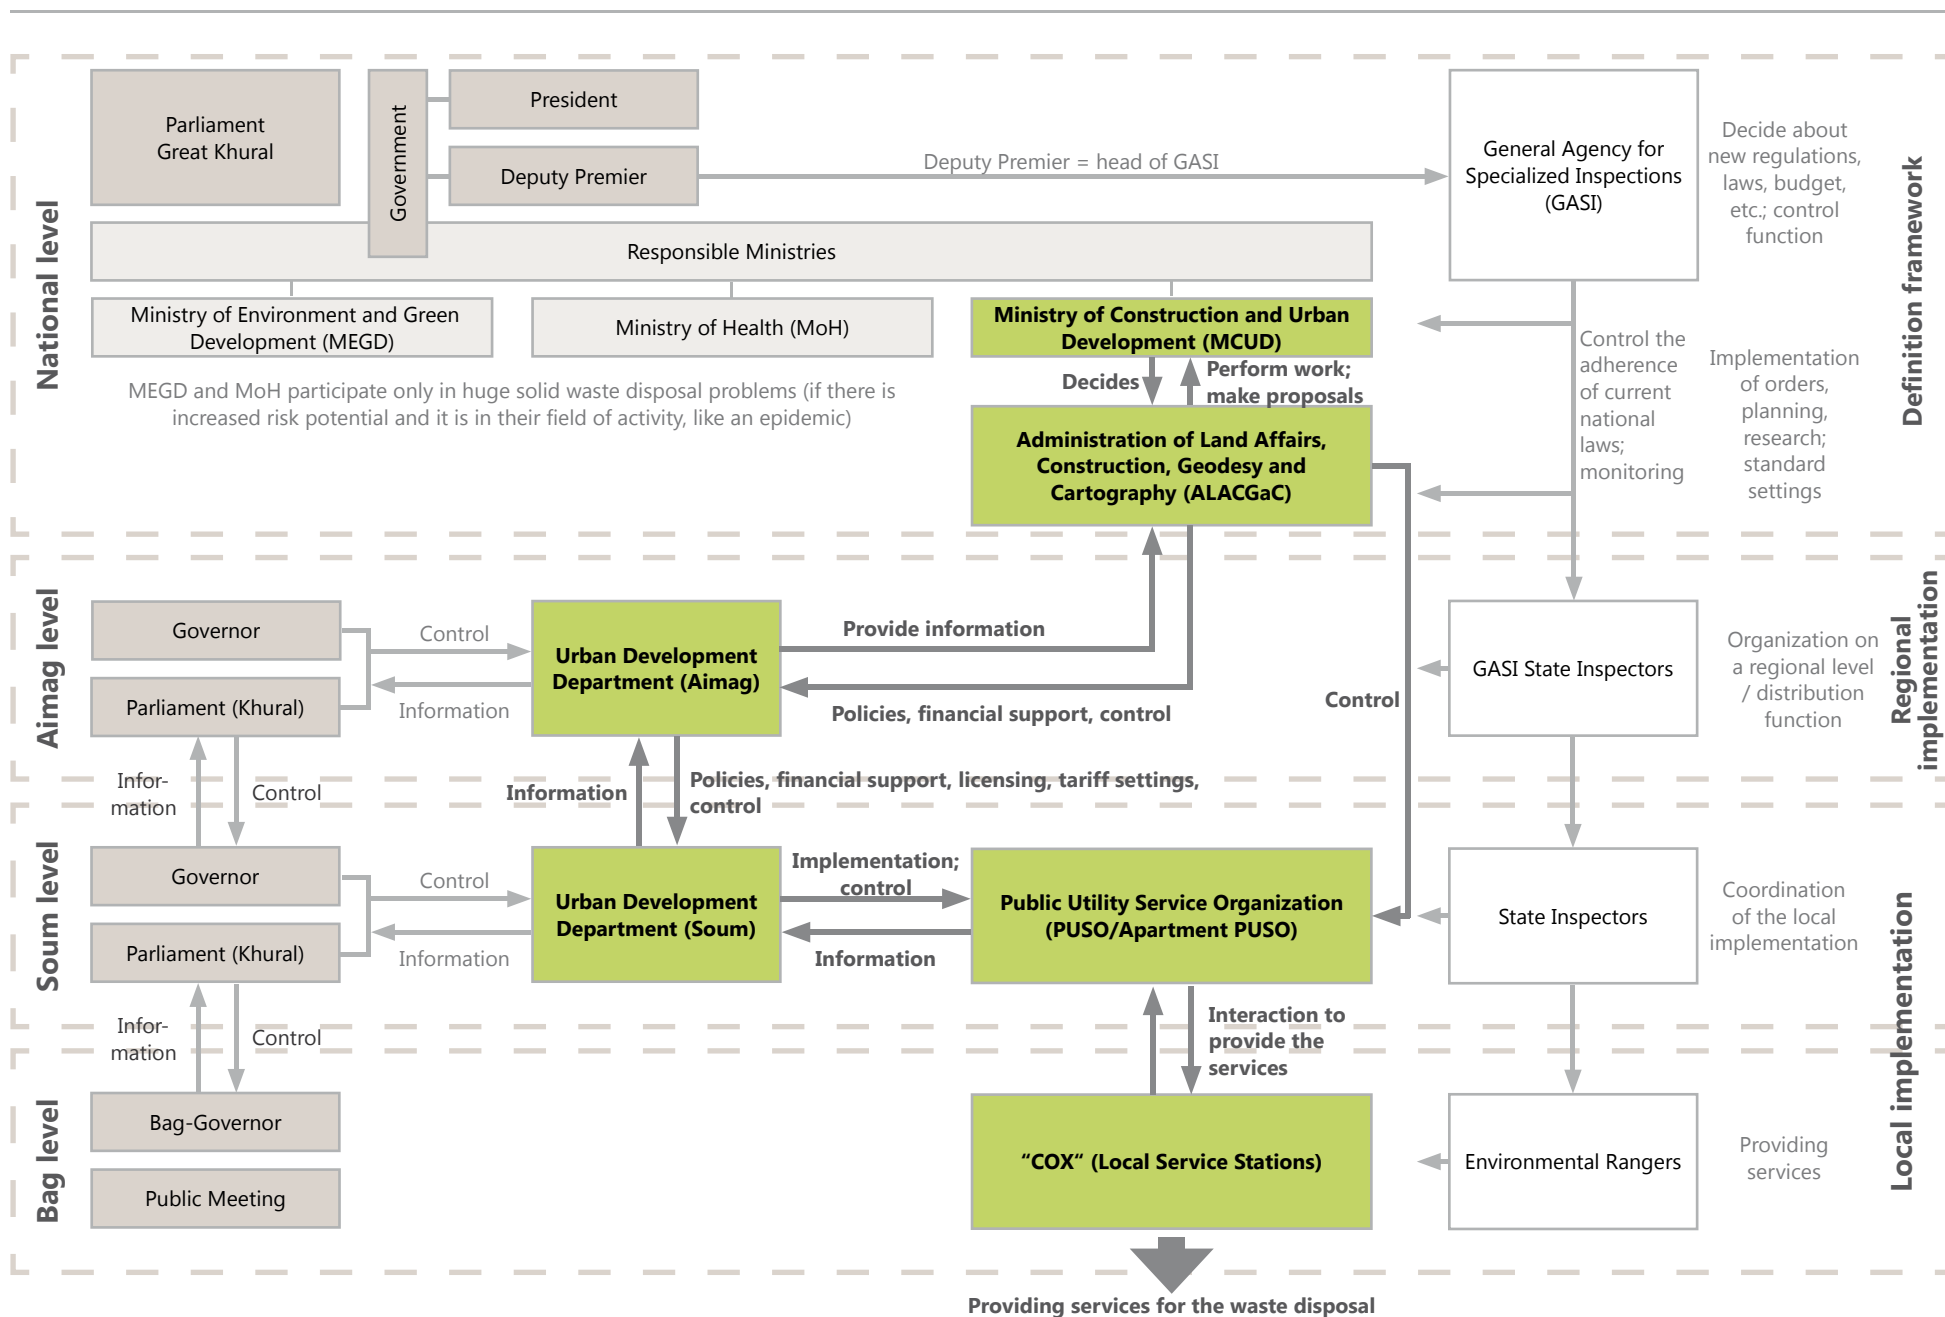 National level
Parliament
Great Khural
Government
President
Deputy Premier
Deputy Premier = head of GASI
General Agency for
Specialized Inspections
(GASI)
Decide about
new regulations,
laws, budget,
etc.; control
function
Definition framework
Responsible Ministries
Ministry of Environment and Green
Development (MEGD)
Ministry of Health (MoH)
Ministry of Construction and Urban
Development (MCUD)
MEGD and MoH participate only in huge solid waste disposal problems (if there is
increased risk potential and it is in their field of activity, like an epidemic)
Decides
Perform work;
make proposals
Control the
adherence
of current
national
laws;
monitoring
Implementation
of orders,
planning,
research;
standard
settings
Administration of Land Affairs,
Construction, Geodesy and
Cartography (ALACGaC)
Aimag level
Governor
Parliament (Khural)
Control
Information
Urban Development
Department (Aimag)
Provide information
Policies, financial support, control
Control
GASI State Inspectors
Organization on
a regional level
/ distribution
function
Regional
implementation
Infor-
mation
Control
Information
Policies, financial support, licensing, tariff settings,
control
Soum level
Governor
Parliament (Khural)
Control
Information
Urban Development
Department (Soum)
Implementation;
control
Information
Public Utility Service Organization
(PUSO/Apartment PUSO)
State Inspectors
Coordination
of the local
implementation
Local implementation
Infor-
mation
Control
Interaction to
provide the
services
Bag level
Bag-Governor
Public Meeting
“COX“ (Local Service Stations)
Environmental Rangers
Providing
services
Providing services for the waste disposal